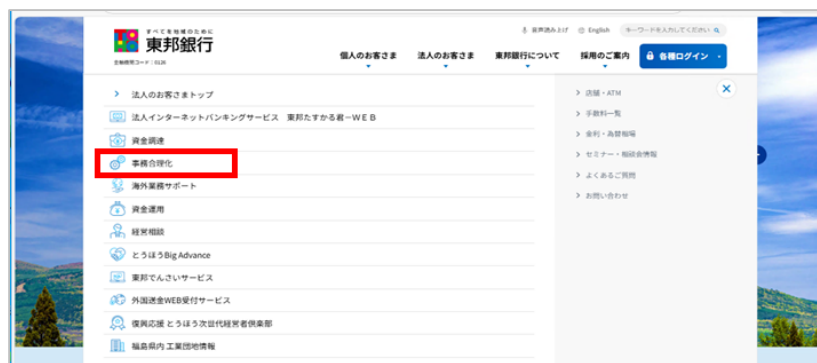 すべてを地域のために
東邦銀行
金融機関コード:0126
音声読み上げ
English
キーワードを入力してください
個人のお客さま
法人のお客さま
東邦銀行について
採用のご案内
各種ログイン
法人のお客さまトップ
法人インターネットバンキングサービス 東邦たすかる君-WEB
資金調達
事務合理化
海外業務サポート
資金運用
経営相談
とうほうBig Advance
東邦でんさいサービス
外国送金WEB受付サービス
復興応援 とうほう次世代経営者倶楽部
福島県内工業団地情報
店舗・ATM
手数料一覧
金利・為替相場
セミナー・相談会情報
よくあるご質問
お問い合わせ